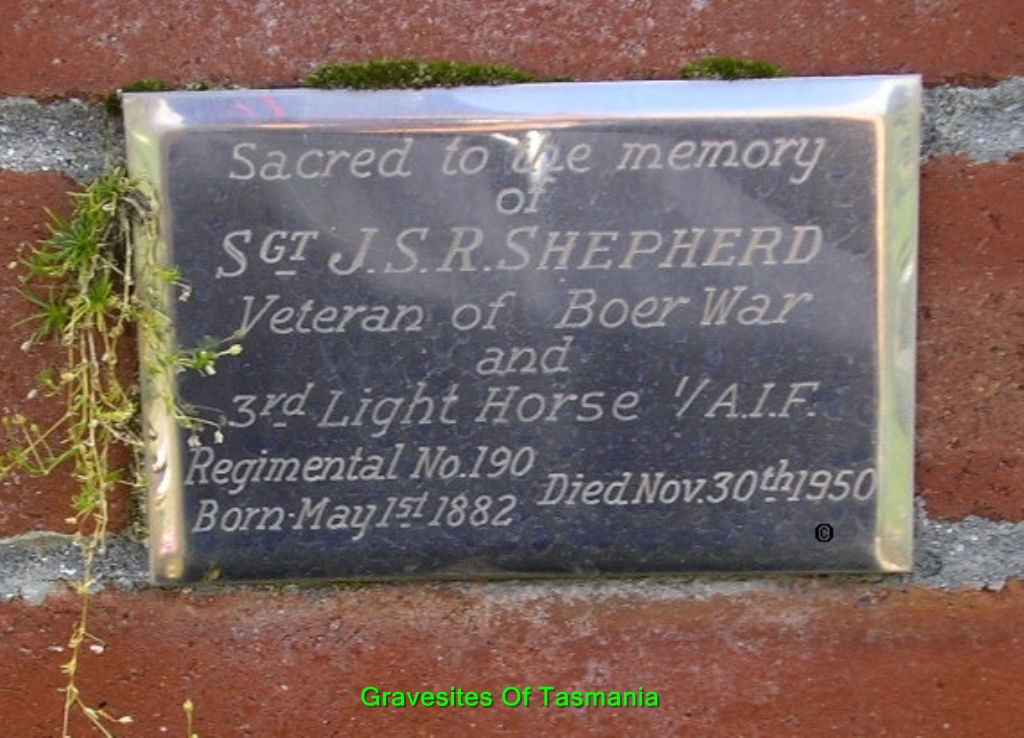 Sacred to the memory
of
SGT J.S.R. SHEPHERD
Veteran of Boer War
and
3rd Light Horse 1/A.I.F.
Regimental No.190
Born·May 1st 1882 Died Nov. 30th 1950
©
Gravesites Of Tasmania